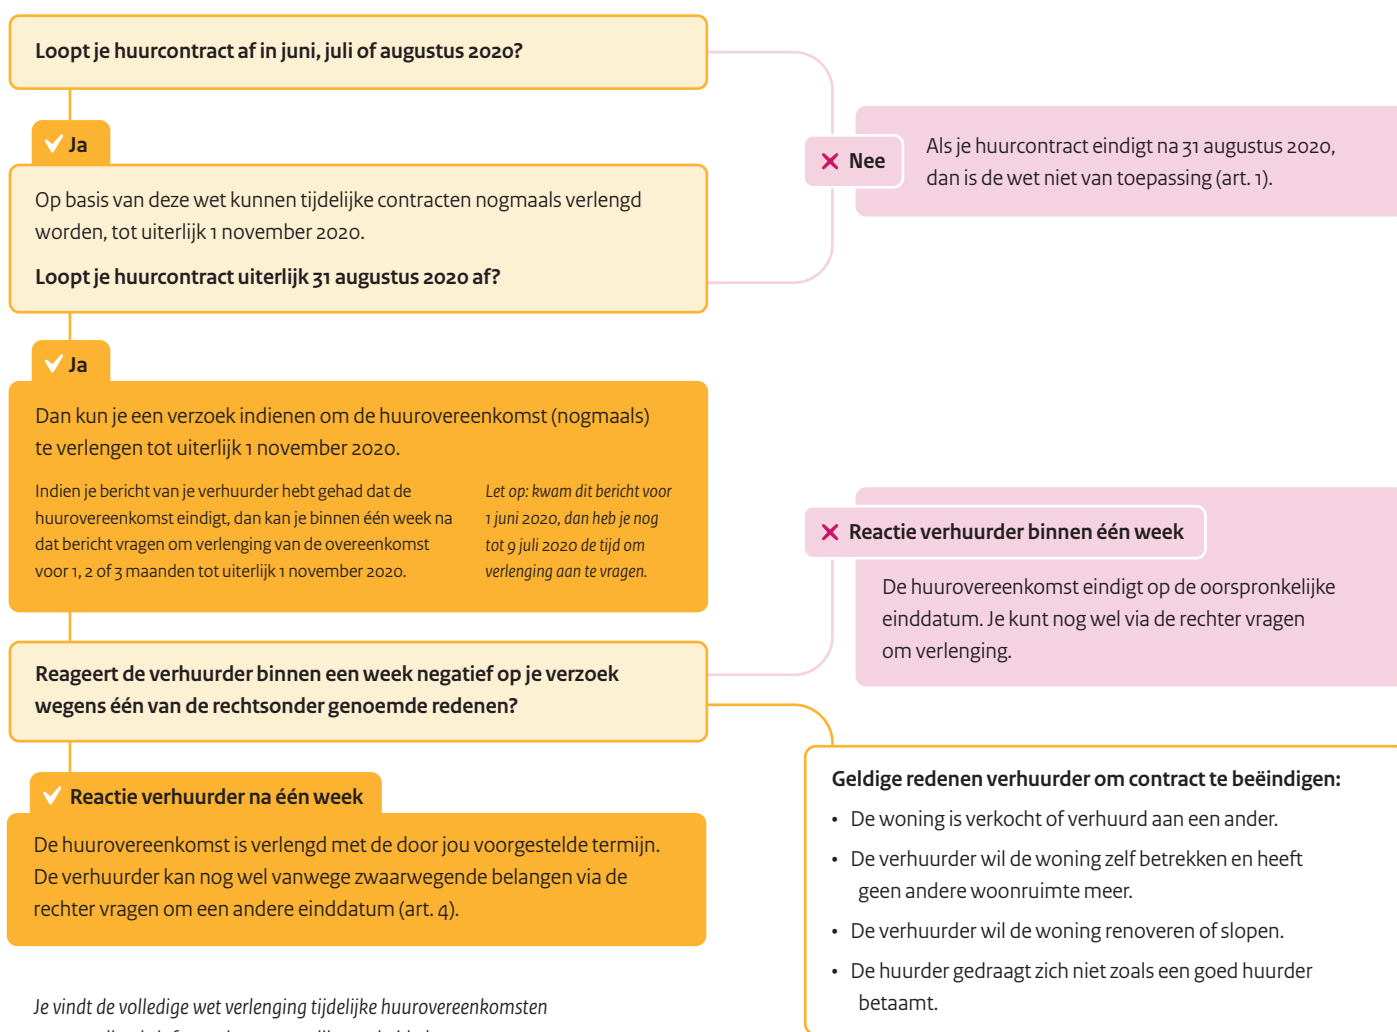 Loopt je huurcontract af in juni, juli of augustus 2020?
Ja
Nee
Als je huurcontract eindigt na 31 augustus 2020,
dan is de wet niet van toepassing (art. 1).
Op basis van deze wet kunnen tijdelijke contracten nogmaals verlengd
worden, tot uiterlijk 1 november 2020.
Loopt je huurcontract uiterlijk 31 augustus 2020 af?
Ja
Dan kun je een verzoek indienen om de huurovereenkomst (nogmaals)
te verlengen tot uiterlijk 1 november 2020.
Indien je bericht van je verhuurder hebt gehad dat de
huurovereenkomst eindigt, dan kan je binnen één week na
dat bericht vragen om verlenging van de overeenkomst
voor 1, 2 of 3 maanden tot uiterlijk 1 november 2020.
Let op: kwam dit bericht voor
1 juni 2020, dan heb je nog
tot 9 juli 2020 de tijd om
verlenging aan te vragen.
Reactie verhuurder binnen één week
De huurovereenkomst eindigt op de oorspronkelijke
einddatum. Je kunt nog wel via de rechter vragen
om verlenging.
Reageert de verhuurder binnen een week negatief op je verzoek
wegens één van de rechtsonder genoemde redenen?
Reactie verhuurder na één week
De huurovereenkomst is verlengd met de door jou voorgestelde termijn.
De verhuurder kan nog wel vanwege zwaarwegende belangen via de
rechter vragen om een andere einddatum (art. 4).
Geldige redenen verhuurder om contract te beëindigen:
• De woning is verkocht of verhuurd aan een ander.
• De verhuurder wil de woning zelf betrekken en heeft
geen andere woonruimte meer.
• De verhuurder wil de woning renoveren of slopen.
• De huurder gedraagt zich niet zoals een goed huurder
betaamt.
Je vindt de volledige wet verlenging tijdelijke huurovereenkomsten